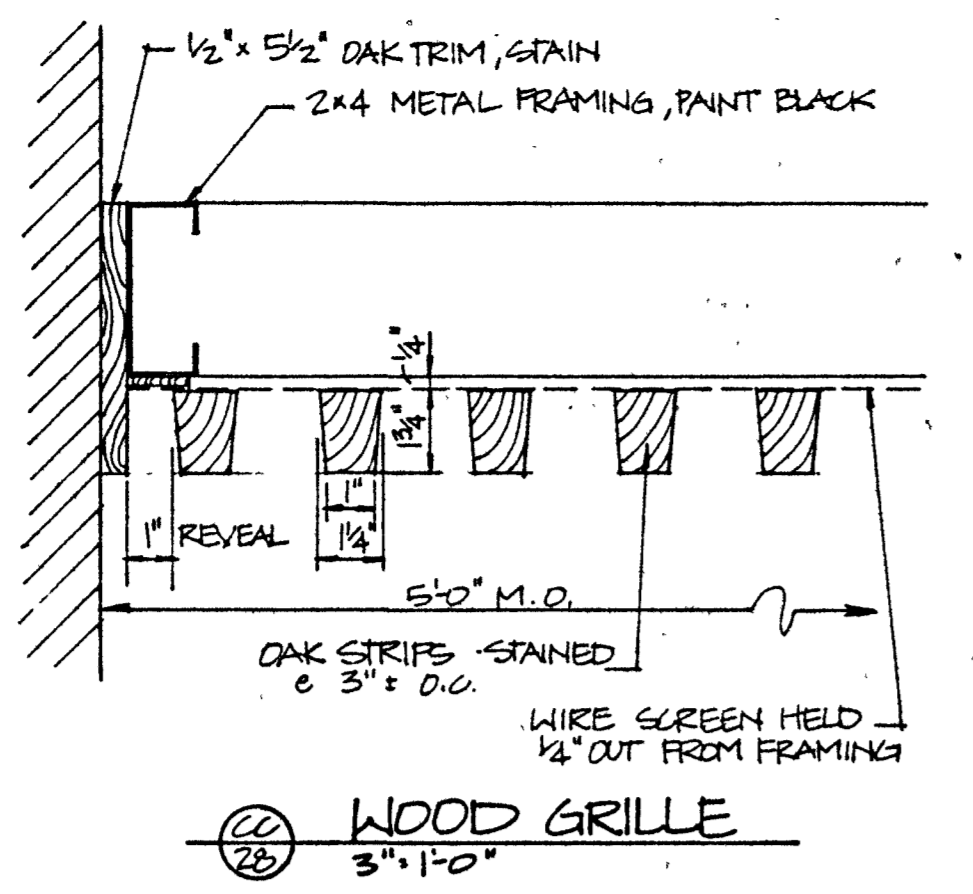 1/2" x 5 1/2" OAK TRIM, STAIN
2x4 METAL FRAMING, PAINT BLACK
1/4"
1 3/4"
1"
1 1/4"
1" REVEAL
5'-0" M.O.
OAK STRIPS - STAINED
@ 3" ± O.C.
WIRE SCREEN HELD
1/4" OUT FROM FRAMING
CC
28
WOOD GRILLE
3" = 1'-0"